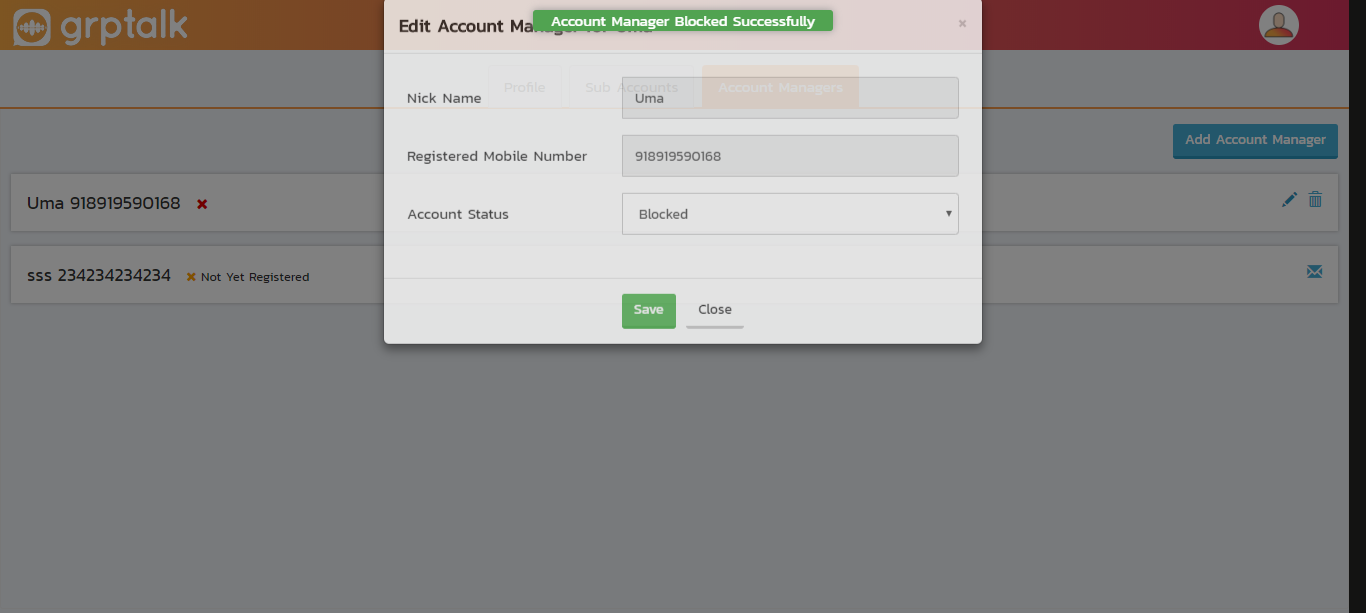 grptalk
Account Manager Blocked Successfully
Edit Account Manager for Uma
×
Profile
Sub Accounts
Account Managers
Nick Name
Uma
Add Account Manager
Registered Mobile Number
918919590168
Uma 918919590168
Account Status
Blocked
sss 234234234234
Not Yet Registered
Save
Close